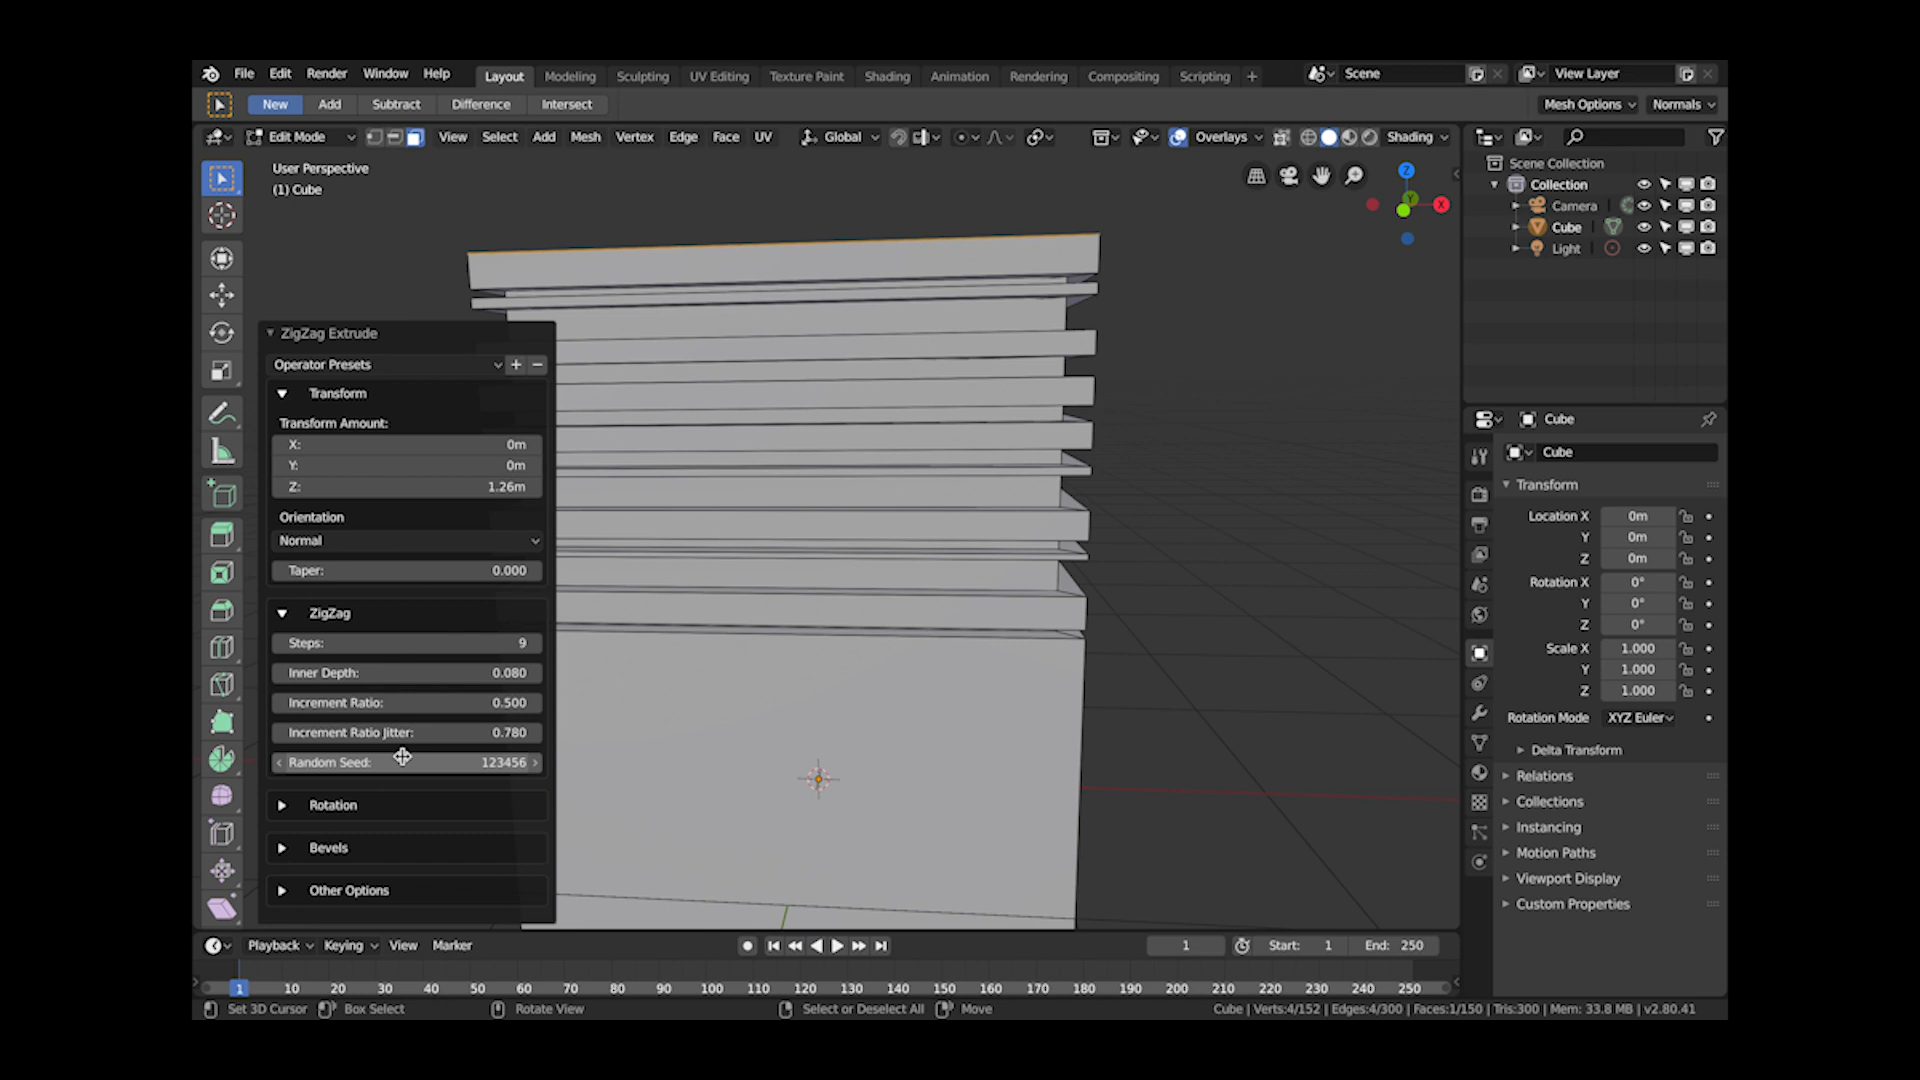 File Edit Render Window Help Layout Modeling Sculpting UV Editing Texture Paint Shading Animation Rendering Compositing Scripting + Scene View Layer
New Add Subtract Difference Intersect Mesh Options Normals
Edit Mode View Select Add Mesh Vertex Edge Face UV Global Overlays Shading
User Perspective
(1) Cube
Z
Y
X
Scene Collection
Collection
Camera
Cube
Light
ZigZag Extrude
Operator Presets
Transform
Transform Amount:
X: 0m
Y: 0m
Z: 1.26m
Orientation
Normal
Taper: 0.000
ZigZag
Steps: 9
Inner Depth: 0.080
Increment Ratio: 0.500
Increment Ratio Jitter: 0.780
Random Seed: 123456
Rotation
Bevels
Other Options
Cube
Cube
Transform
Location X 0m
Y 0m
Z 0m
Rotation X 0°
Y 0°
Z 0°
Scale X 1.000
Y 1.000
Z 1.000
Rotation Mode XYZ Euler
Delta Transform
Relations
Collections
Instancing
Motion Paths
Viewport Display
Custom Properties
Playback Keying View Marker 1 Start: 1 End: 250
1 10 20 30 40 50 60 70 80 90 100 110 120 130 140 150 160 170 180 190 200 210 220 230 240 250
Set 3D Cursor Box Select Rotate View Select or Deselect All Move Cube | Verts:4/152 | Edges:4/300 | Faces:1/150 | Tris:300 | Mem: 33.8 MB | v2.80.41